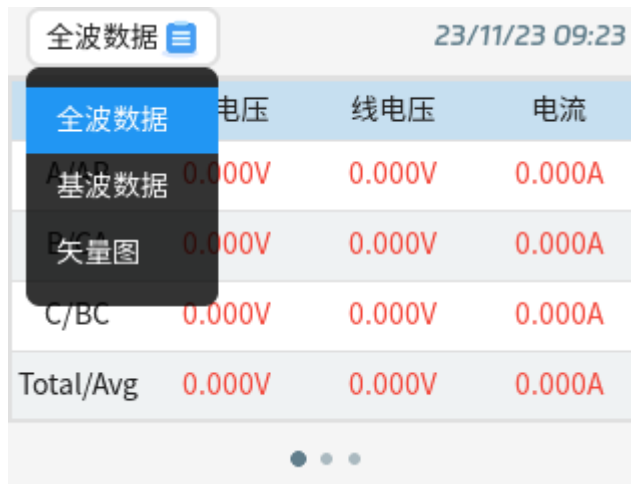 全波数据 23/11/23 09:23
全波数据
基波数据
矢量图
电压 线电压 电流
A/AB 0.000V 0.000V 0.000A
0.000V 0.000V 0.000A
C/BC 0.000V 0.000V 0.000A
Total/Avg 0.000V 0.000V 0.000A